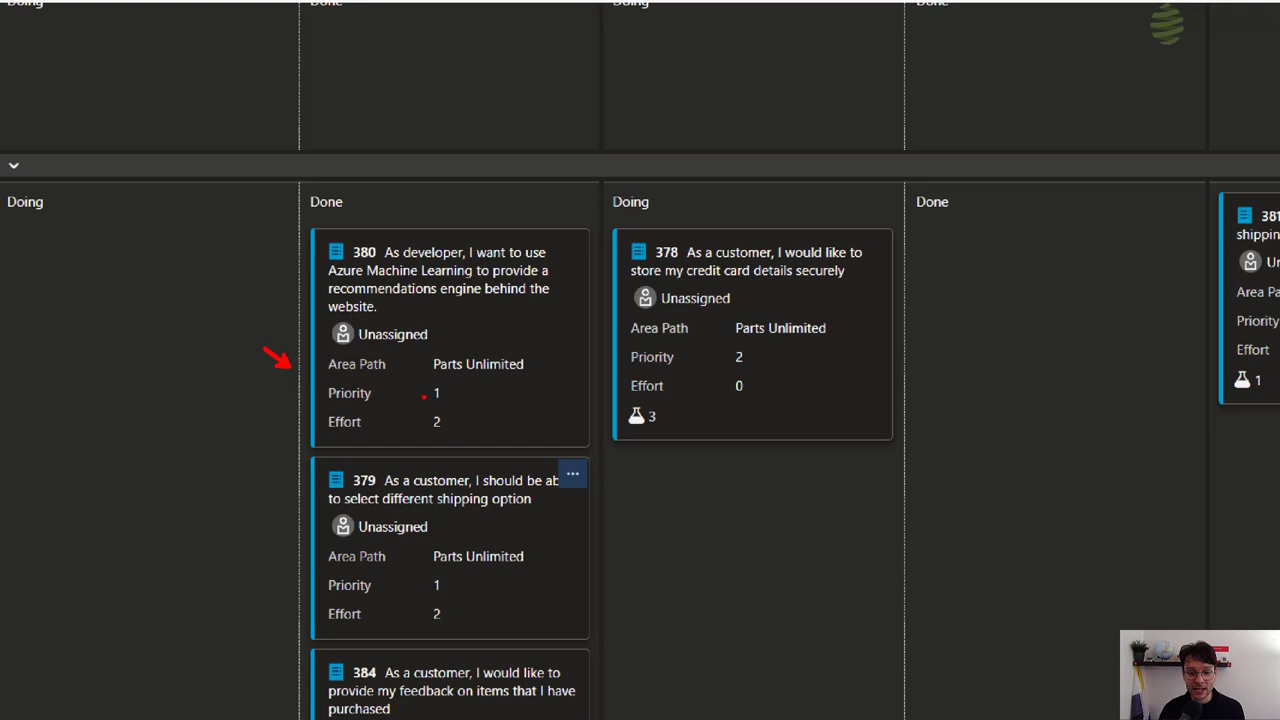 Doing
Done
Doing
Done
Doing
Done
Doing
Done
380 As developer, I want to use
Azure Machine Learning to provide a
recommendations engine behind the
website.
Unassigned
Area Path Parts Unlimited
Priority 1
Effort 2
379 As a customer, I should be ab
to select different shipping option
Unassigned
Area Path Parts Unlimited
Priority 1
Effort 2
384 As a customer, I would like to
provide my feedback on items that I have
purchased
378 As a customer, I would like to
store my credit card details securely
Unassigned
Area Path Parts Unlimited
Priority 2
Effort 0
3
381
shippin
Un
Area Pa
Priority
Effort
1